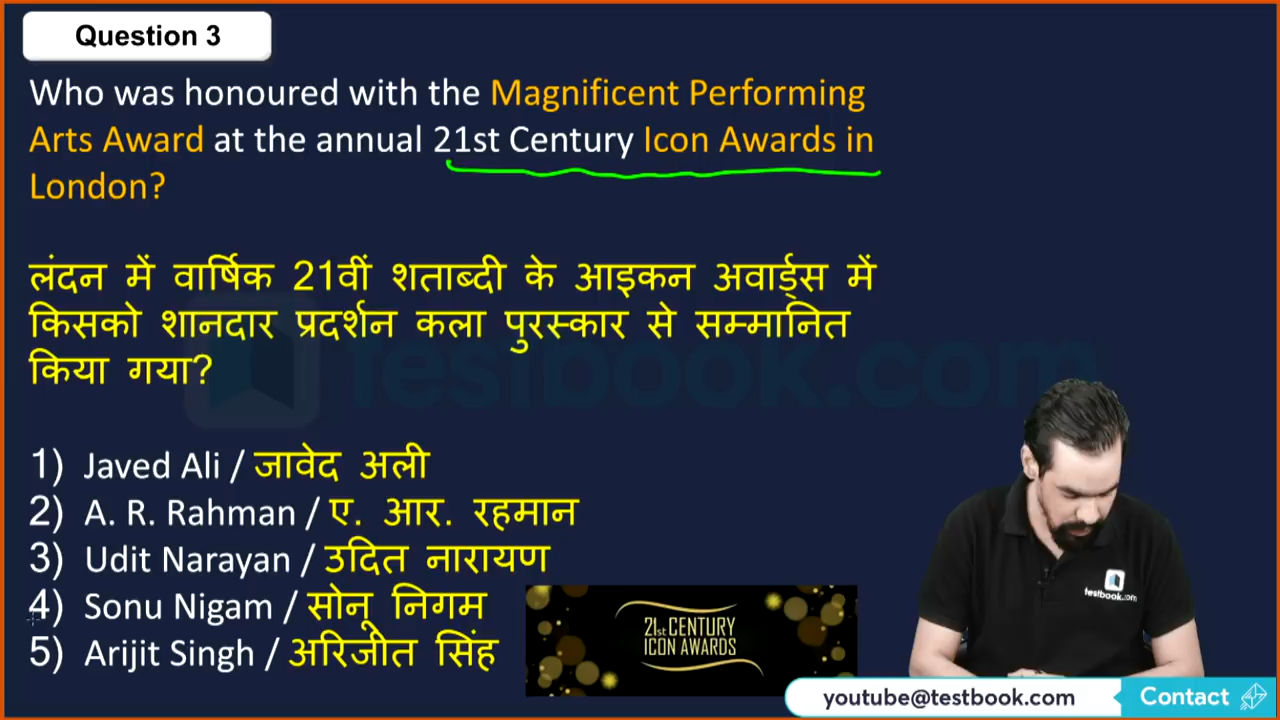 Question 3
Who was honoured with the Magnificent Performing
Arts Award at the annual 21st Century Icon Awards in
London?
लंदन में वार्षिक 21वीं शताब्दी के आइकन अवार्ड्स में
किसको शानदार प्रदर्शन कला पुरस्कार से सम्मानित
किया गया?
testbook.com
1) Javed Ali / जावेद अली
2) A. R. Rahman / ए. आर. रहमान
3) Udit Narayan / उदित नारायण
4) Sonu Nigam / सोनू निगम
5) Arijit Singh / अरिजीत सिंह
21st CENTURY
ICON AWARDS
testbook.com
youtube@testbook.com
Contact